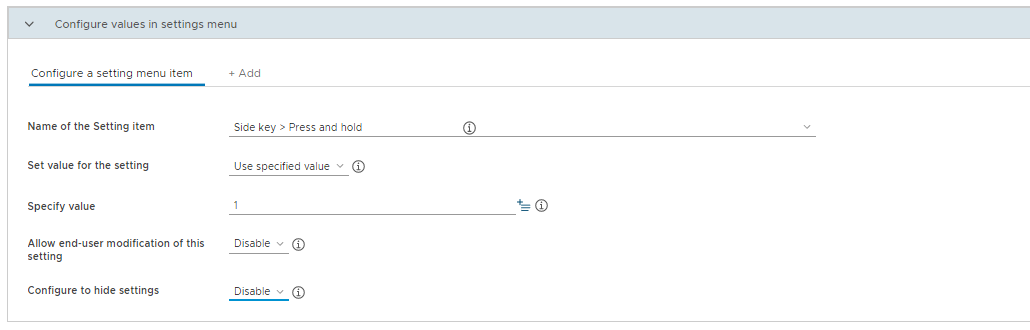 Configure values in settings menu
Configure a setting menu item
+ Add
Name of the Setting item
Side key > Press and hold
Set value for the setting
Use specified value
Specify value
1
Allow end-user modification of this
setting
Disable
Configure to hide settings
Disable